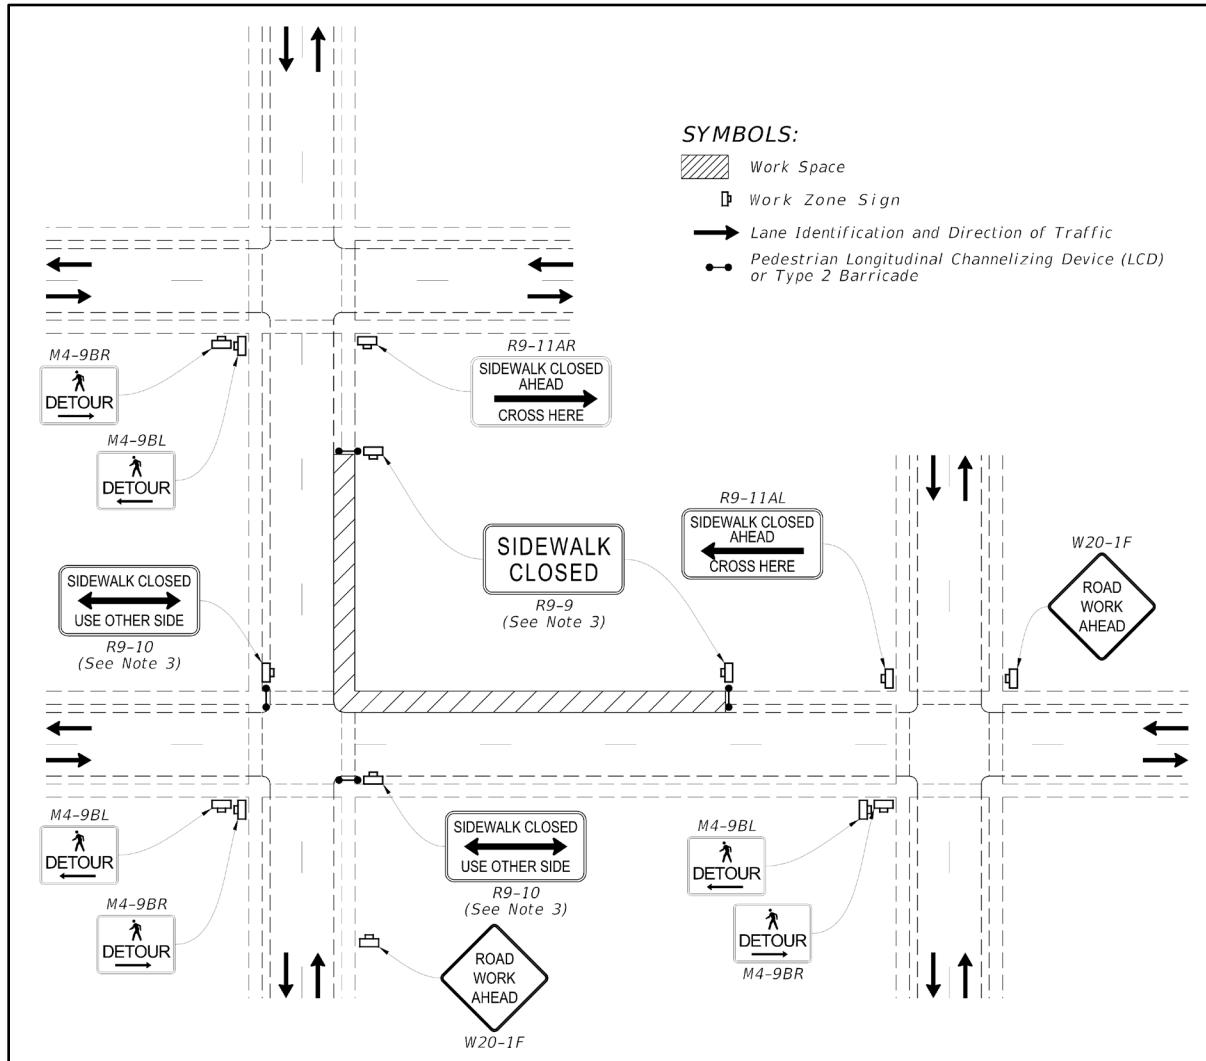 SYMBOLS:
Work Space
Work Zone Sign
Lane Identification and Direction of Traffic
Pedestrian Longitudinal Channelizing Device (LCD)
or Type 2 Barricade
M4-9BR
DETOUR
M4-9BL
DETOUR
R9-11AR
SIDEWALK CLOSED
AHEAD
CROSS HERE
SIDEWALK
CLOSED
R9-9
(See Note 3)
R9-11AL
SIDEWALK CLOSED
AHEAD
CROSS HERE
W20-1F
ROAD
WORK
AHEAD
SIDEWALK CLOSED
USE OTHER SIDE
R9-10
(See Note 3)
M4-9BL
DETOUR
M4-9BR
DETOUR
SIDEWALK CLOSED
USE OTHER SIDE
R9-10
(See Note 3)
ROAD
WORK
AHEAD
W20-1F
M4-9BL
DETOUR
DETOUR
M4-9BR